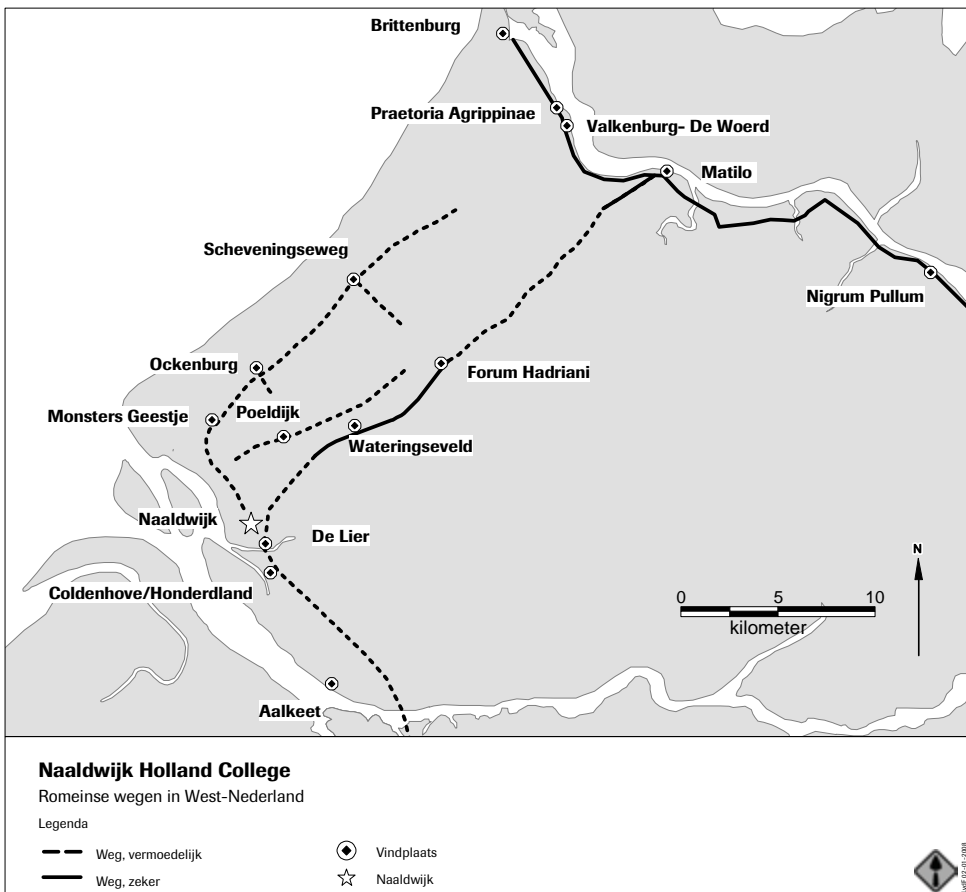 Brittenburg
Praetoria Agrippinae
Valkenburg- De Woerd
Matilo
Scheveningseweg
Nigrum Pullum
Ockenburg
Forum Hadriani
Monsters Geestje
Poeldijk
Wateringseveld
Naaldwijk
De Lier
N
Coldenhove/Honderdland
0 5 10
kilometer
Aalkeet
Naaldwijk Holland College
Romeinse wegen in West-Nederland
Legenda
Weg, vermoedelijk
Vindplaats
Weg, zeker
Naaldwijk